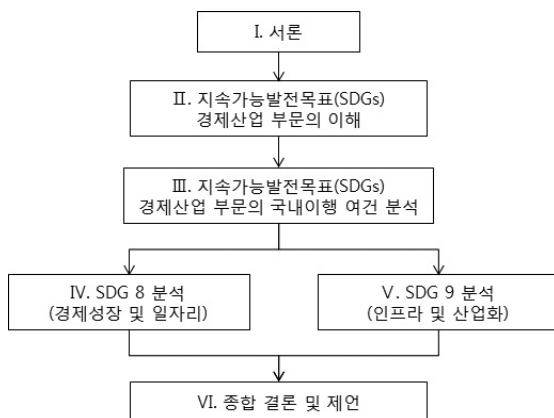 I. 서론
Ⅱ. 지속가능발전목표(SDGs)
경제산업 부문의 이해
Ⅲ. 지속가능발전목표(SDGs)
경제산업 부문의 국내이행 여건 분석
IV. SDG 8 분석
(경제성장 및 일자리)
V. SDG 9 분석
(인프라 및 산업화)
VI. 종합 결론 및 제언